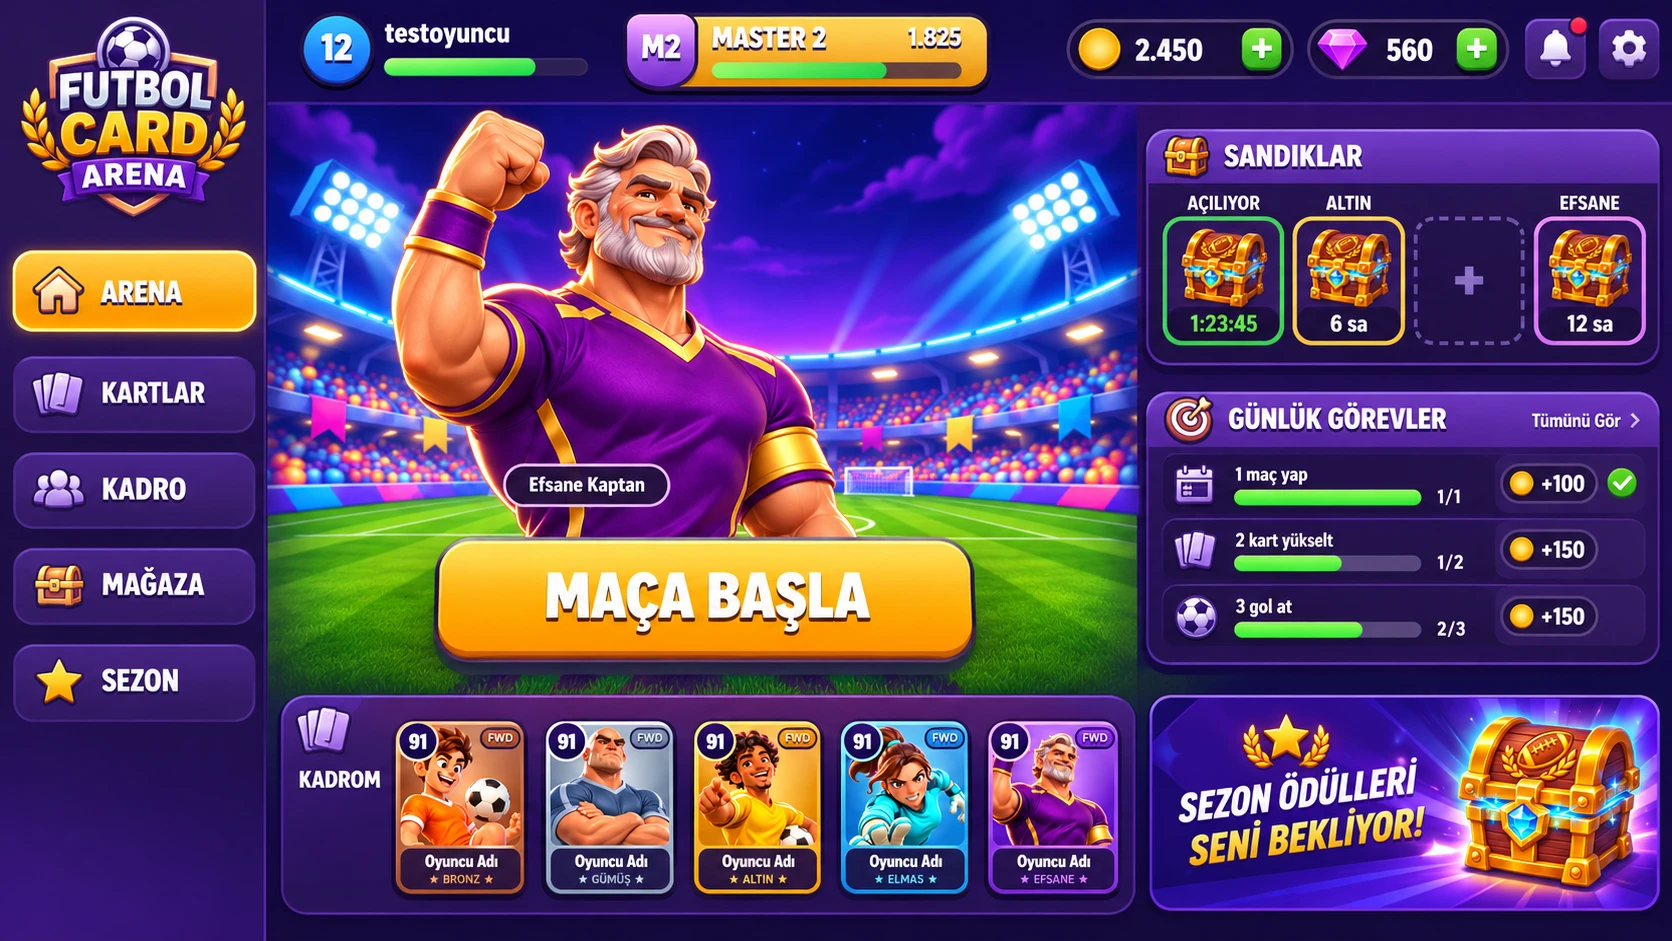 FUTBOL
CARD
ARENA
12
testoyuncu
M2
MASTER 2
1.825
2.450
560
ARENA
KARTLAR
KADRO
MAĞAZA
SEZON
Efsane Kaptan
MAÇA BAŞLA
SANDIKLAR
AÇILIYOR
ALTIN
EFSANE
1:23:45
6 sa
12 sa
GÜNLÜK GÖREVLER
Tümünü Gör
1 maç yap
1/1
+100
2 kart yükselt
1/2
+150
3 gol at
2/3
+150
KADROM
91
FWD
Oyuncu Adı
★ BRONZ ★
91
FWD
Oyuncu Adı
★ GÜMÜŞ ★
91
FWD
Oyuncu Adı
★ ALTIN ★
91
FWD
Oyuncu Adı
★ ELMAS ★
91
FWD
Oyuncu Adı
★ EFSANE ★
SEZON ÖDÜLLERİ
SENİ BEKLİYOR!